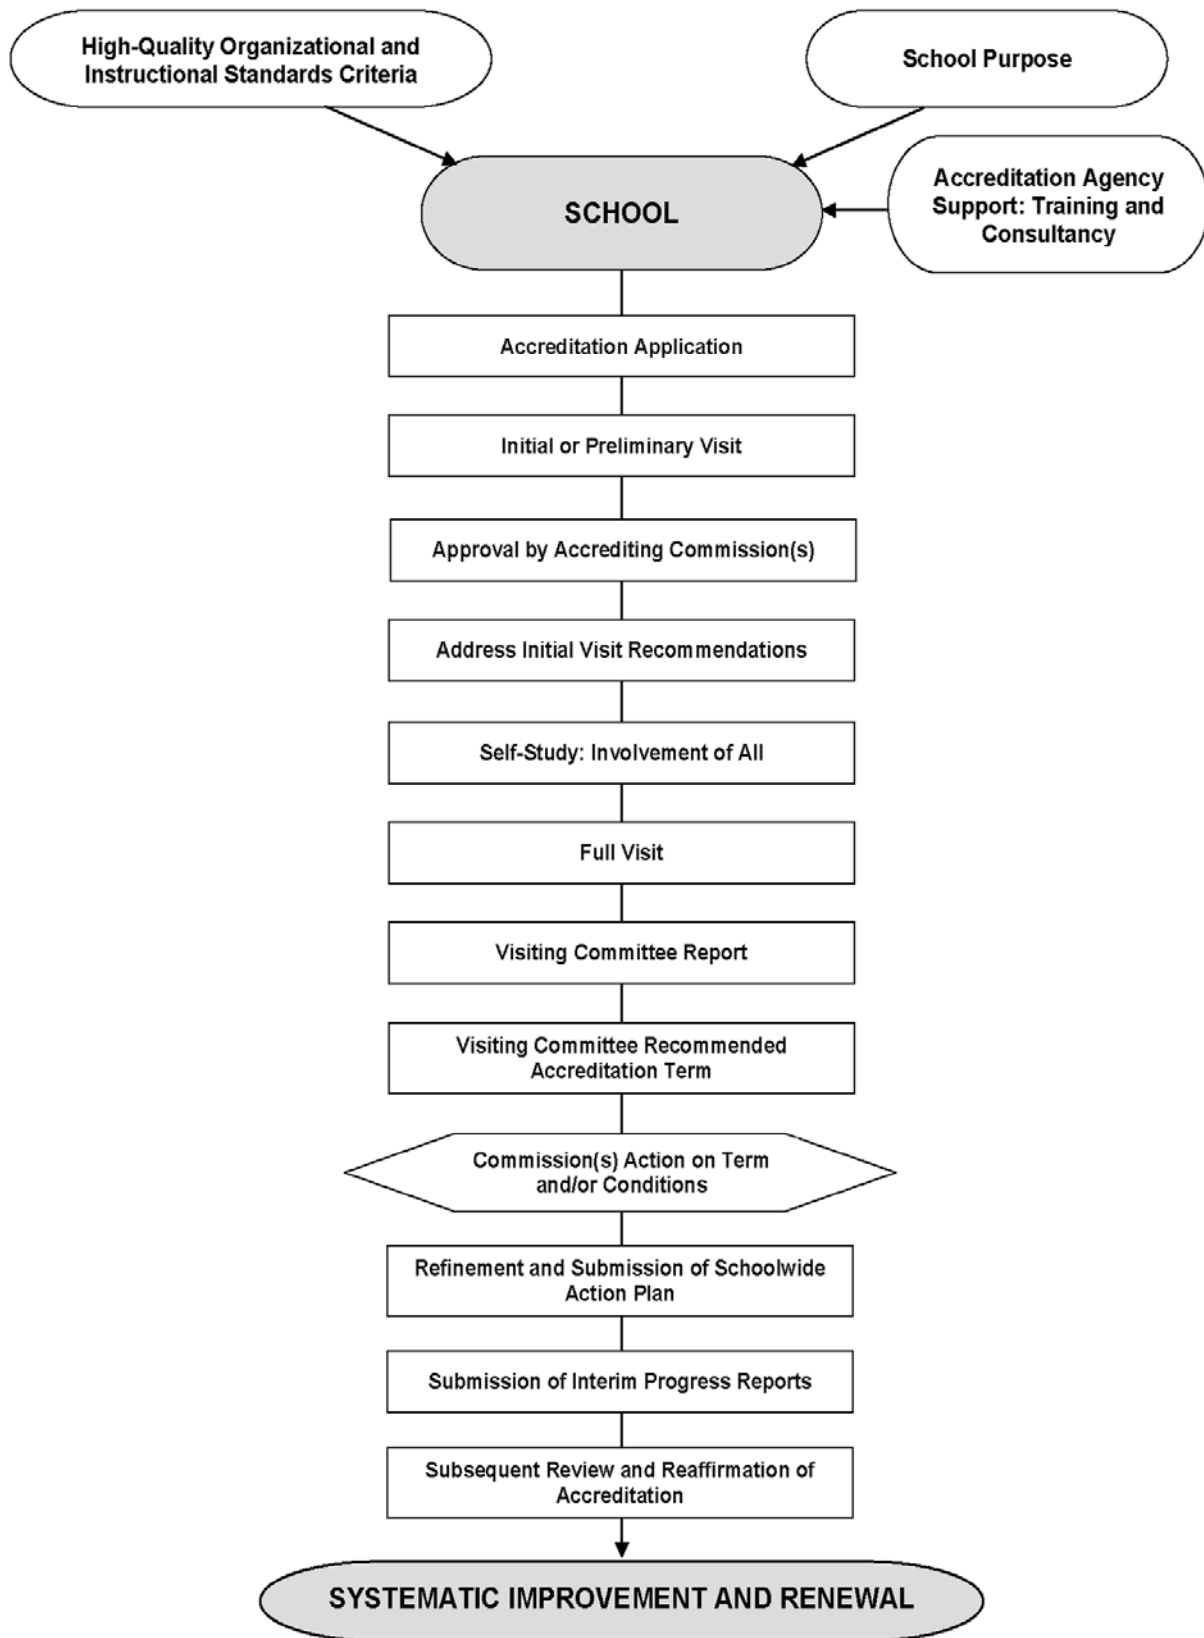 High-Quality Organizational and
Instructional Standards Criteria
School Purpose
Accreditation Agency
Support: Training and
Consultancy
SCHOOL
Accreditation Application
Initial or Preliminary Visit
Approval by Accrediting Commission(s)
Address Initial Visit Recommendations
Self-Study: Involvement of All
Full Visit
Visiting Committee Report
Visiting Committee Recommended
Accreditation Term
Commission(s) Action on Term
and/or Conditions
Refinement and Submission of Schoolwide
Action Plan
Submission of Interim Progress Reports
Subsequent Review and Reaffirmation of
Accreditation
SYSTEMATIC IMPROVEMENT AND RENEWAL